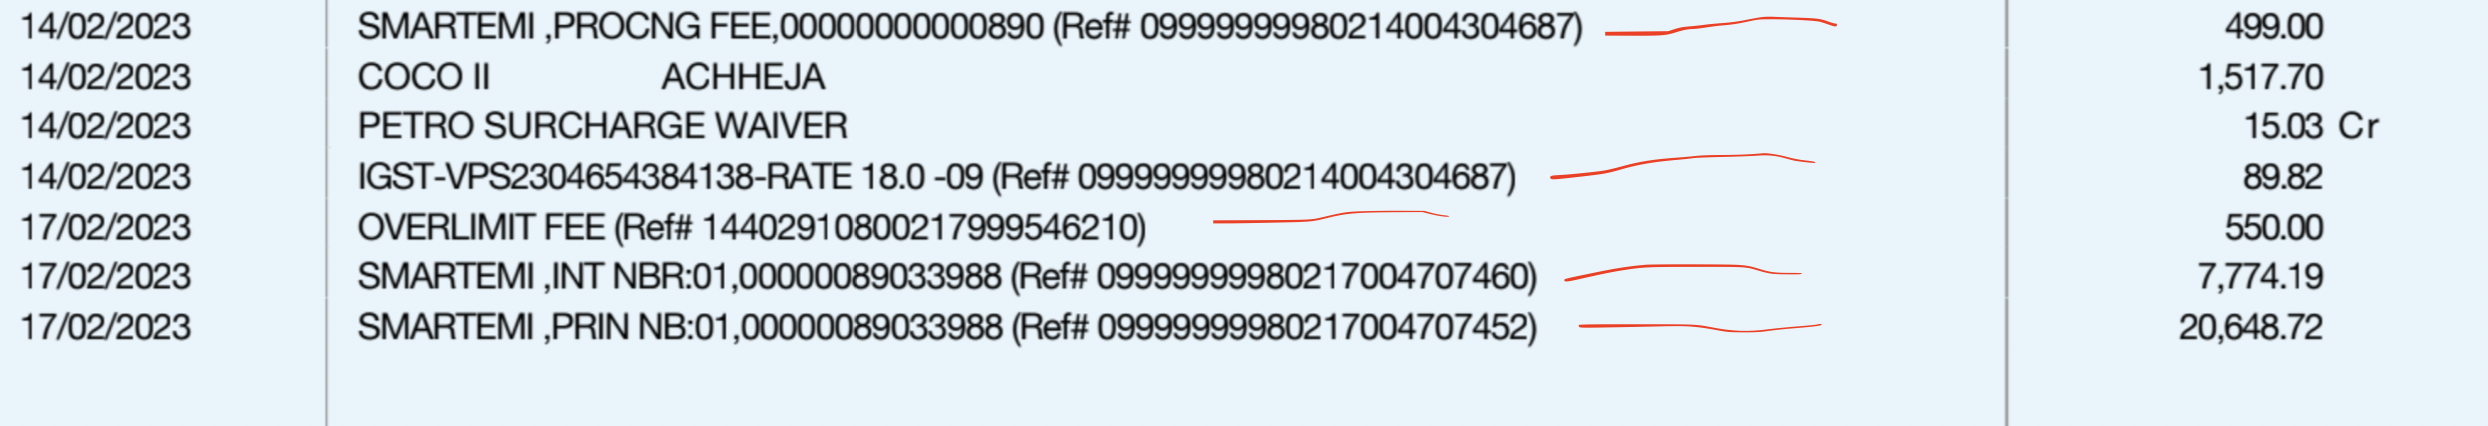 14/02/2023 SMARTEMI ,PROCNG FEE,00000000000890 (Ref# 09999999980214004304687) 499.00
14/02/2023 COCO II ACHHEJA 1,517.70
14/02/2023 PETRO SURCHARGE WAIVER 15.03 Cr
14/02/2023 IGST-VPS2304654384138-RATE 18.0 -09 (Ref# 09999999980214004304687) 89.82
17/02/2023 OVERLIMIT FEE (Ref# 14402910800217999546210) 550.00
17/02/2023 SMARTEMI ,INT NBR:01,00000089033988 (Ref# 09999999980217004707460) 7,774.19
17/02/2023 SMARTEMI ,PRIN NB:01,00000089033988 (Ref# 09999999980217004707452) 20,648.72